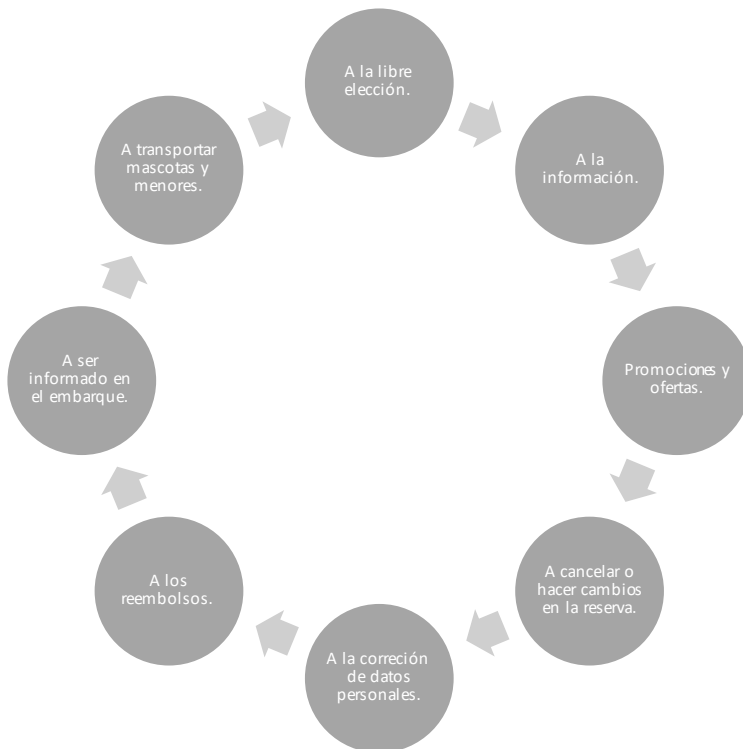 A la libre
elección.
A la
información.
Promociones y
ofertas.
A cancelar o
hacer cambios
en la reserva.
A la correción
de datos
personales.
A los
reembolsos.
A ser
informado en
el embarque.
A transportar
mascotas y
menores.